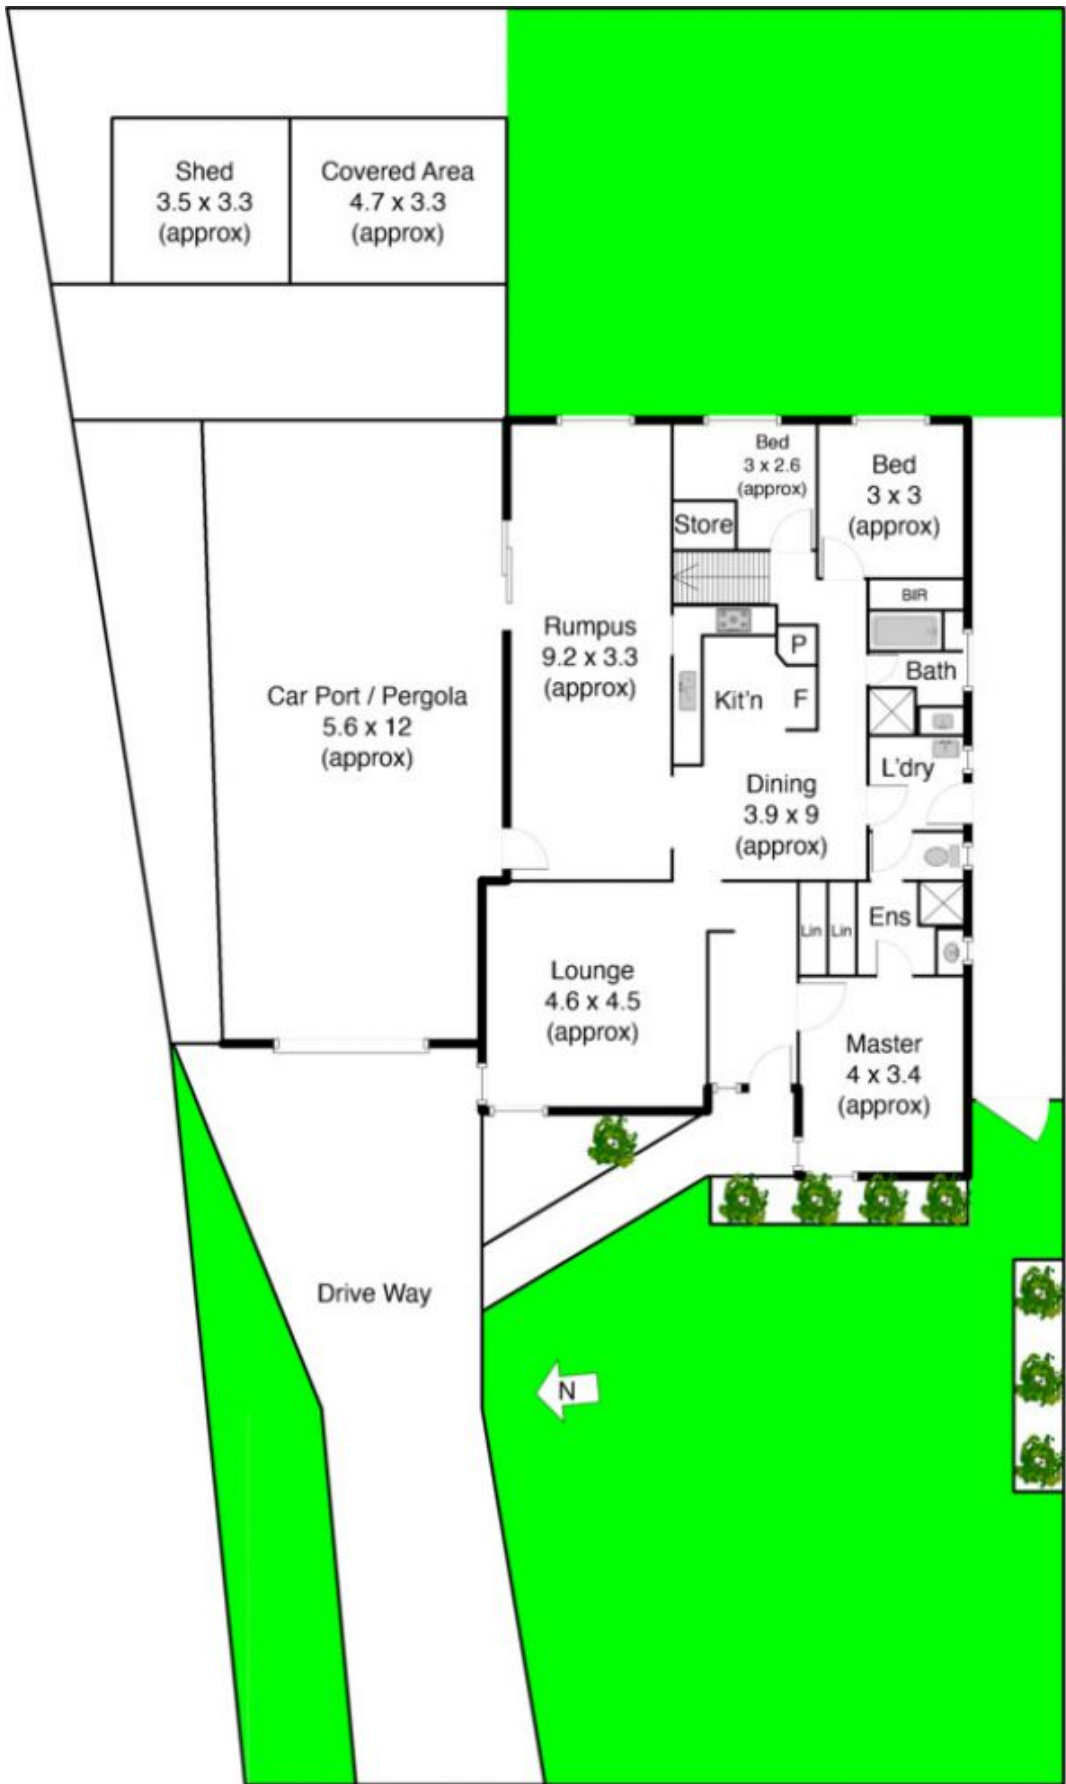 Shed
3.5 x 3.3
(approx)
Covered Area
4.7 x 3.3
(approx)
Bed
3 x 2.6
(approx)
Bed
3 x 3
(approx)
Store
BIR
Rumpus
9.2 x 3.3
(approx)
P
Kit'n
F
Bath
Car Port / Pergola
5.6 x 12
(approx)
L'dry
Dining
3.9 x 9
(approx)
Lin
Lin
Ens
Lounge
4.6 x 4.5
(approx)
Master
4 x 3.4
(approx)
Drive Way
N